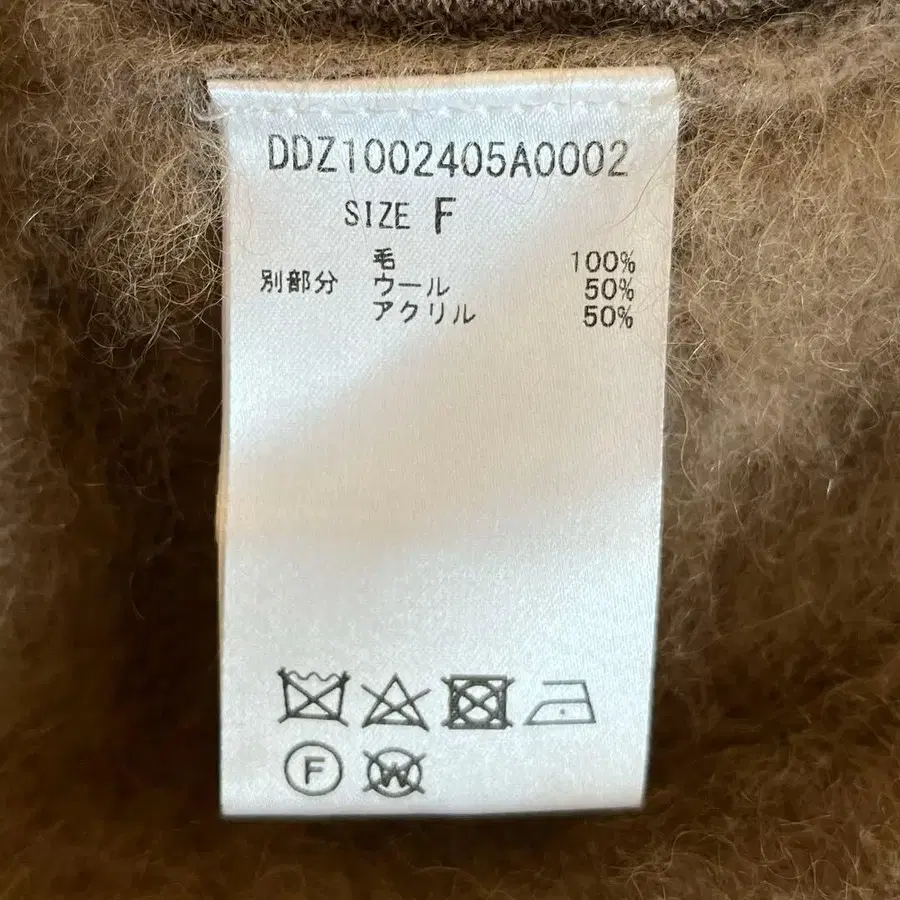 DDZ1002405A0002
SIZE F
毛 100%
別部分 ウール 50%
アクリル 50%
F W